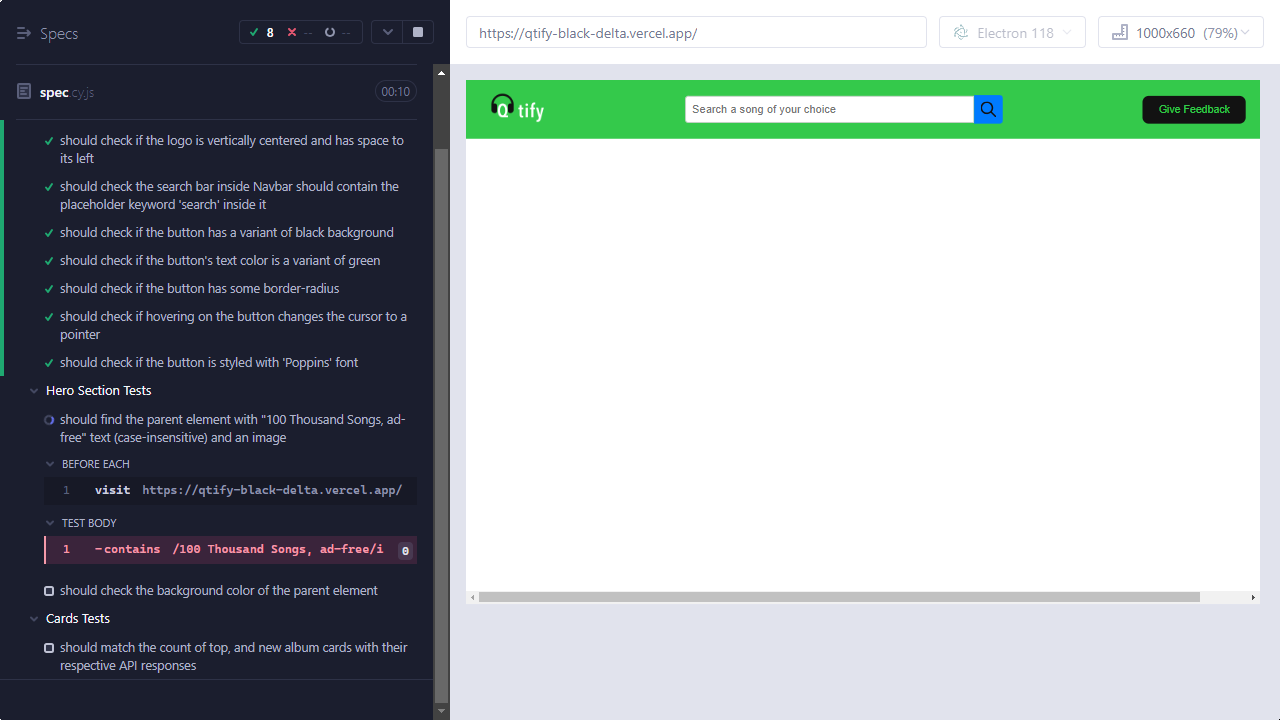 Specs
8 -- --
spec.cy.js
00:10
should check if the logo is vertically centered and has space to
its left
should check the search bar inside Navbar should contain the
placeholder keyword 'search' inside it
should check if the button has a variant of black background
should check if the button's text color is a variant of green
should check if the button has some border-radius
should check if hovering on the button changes the cursor to a
pointer
should check if the button is styled with 'Poppins' font
Hero Section Tests
should find the parent element with "100 Thousand Songs, ad-
free" text (case-insensitive) and an image
BEFORE EACH
1 visit https://qtify-black-delta.vercel.app/
TEST BODY
1 -contains /100 Thousand Songs, ad-free/i 0
should check the background color of the parent element
Cards Tests
should match the count of top, and new album cards with their
respective API responses
https://qtify-black-delta.vercel.app/
Electron 118
1000x660 (79%)
Qtify
Search a song of your choice
Give Feedback